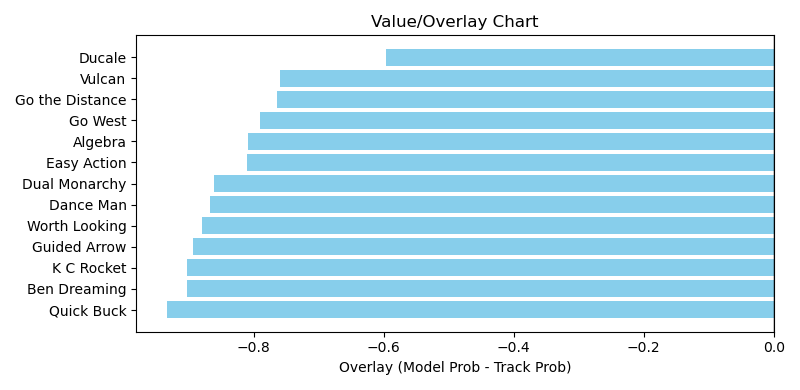 Value/Overlay Chart
Ducale
Vulcan
Go the Distance
Go West
Algebra
Easy Action
Dual Monarchy
Dance Man
Worth Looking
Guided Arrow
K C Rocket
Ben Dreaming
Quick Buck
−0.8 −0.6 −0.4 −0.2 0.0
Overlay (Model Prob - Track Prob)